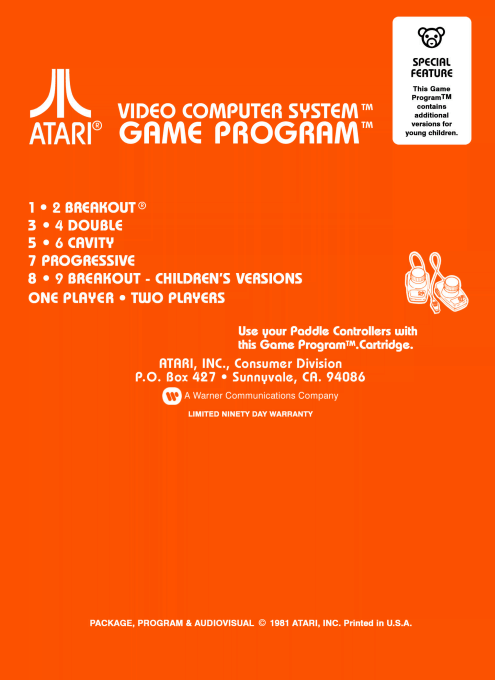 SPECIAL
FEATURE
This Game
Program™
contains
additional
versions for
young children.
ATARI®
VIDEO COMPUTER SYSTEM™
GAME PROGRAM™
1 • 2 BREAKOUT®
3 • 4 DOUBLE
5 • 6 CAVITY
7 PROGRESSIVE
8 • 9 BREAKOUT - CHILDREN'S VERSIONS
ONE PLAYER • TWO PLAYERS
Use your Paddle Controllers with
this Game Program™.Cartridge.
ATARI, INC., Consumer Division
P.O. Box 427 • Sunnyvale, CA. 94086
A Warner Communications Company
LIMITED NINETY DAY WARRANTY
PACKAGE, PROGRAM & AUDIOVISUAL © 1981 ATARI, INC. Printed in U.S.A.